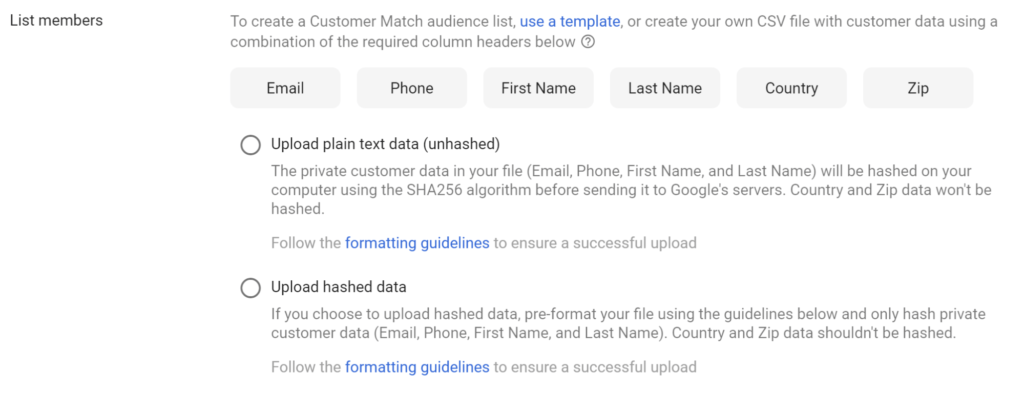 List members
To create a Customer Match audience list, use a template, or create your own CSV file with customer data using a
combination of the required column headers below
Email
Phone
First Name
Last Name
Country
Zip
Upload plain text data (unhashed)
The private customer data in your file (Email, Phone, First Name, and Last Name) will be hashed on your
computer using the SHA256 algorithm before sending it to Google's servers. Country and Zip data won't be
hashed.
Follow the formatting guidelines to ensure a successful upload
Upload hashed data
If you choose to upload hashed data, pre-format your file using the guidelines below and only hash private
customer data (Email, Phone, First Name, and Last Name). Country and Zip data shouldn't be hashed.
Follow the formatting guidelines to ensure a successful upload